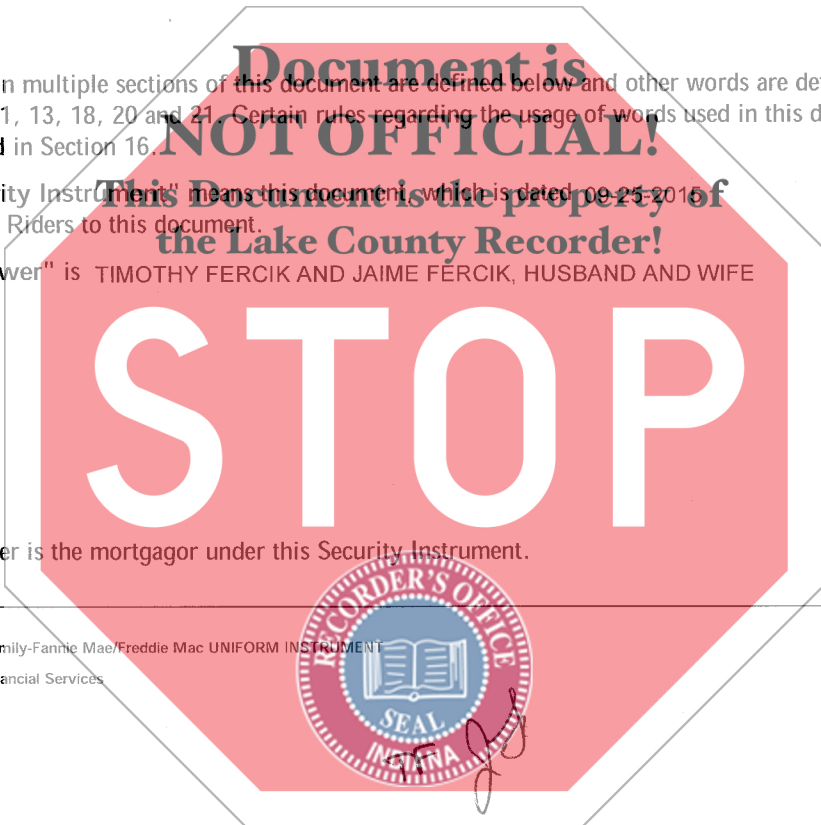 Document is
n multiple sections of this document are defined below and other words are de
1, 13, 18, 20 and 21. Certain rules regarding the usage of words used in this d
NOT OFFICIAL!
in Section 16.
ity Instrument" means this document, which is dated 09-25-2015
This Document is the property of
Riders to this document.
the Lake County Recorder!
wer" is TIMOTHY FERCIK AND JAIME FERCIK, HUSBAND AND WIFE
STOP
er is the mortgagor under this Security Instrument.
RECORDER'S OFFICE
mily-Fannie Mae/Freddie Mac UNIFORM INSTRUMENT
ancial Services
SEAL
INDIANA
TF